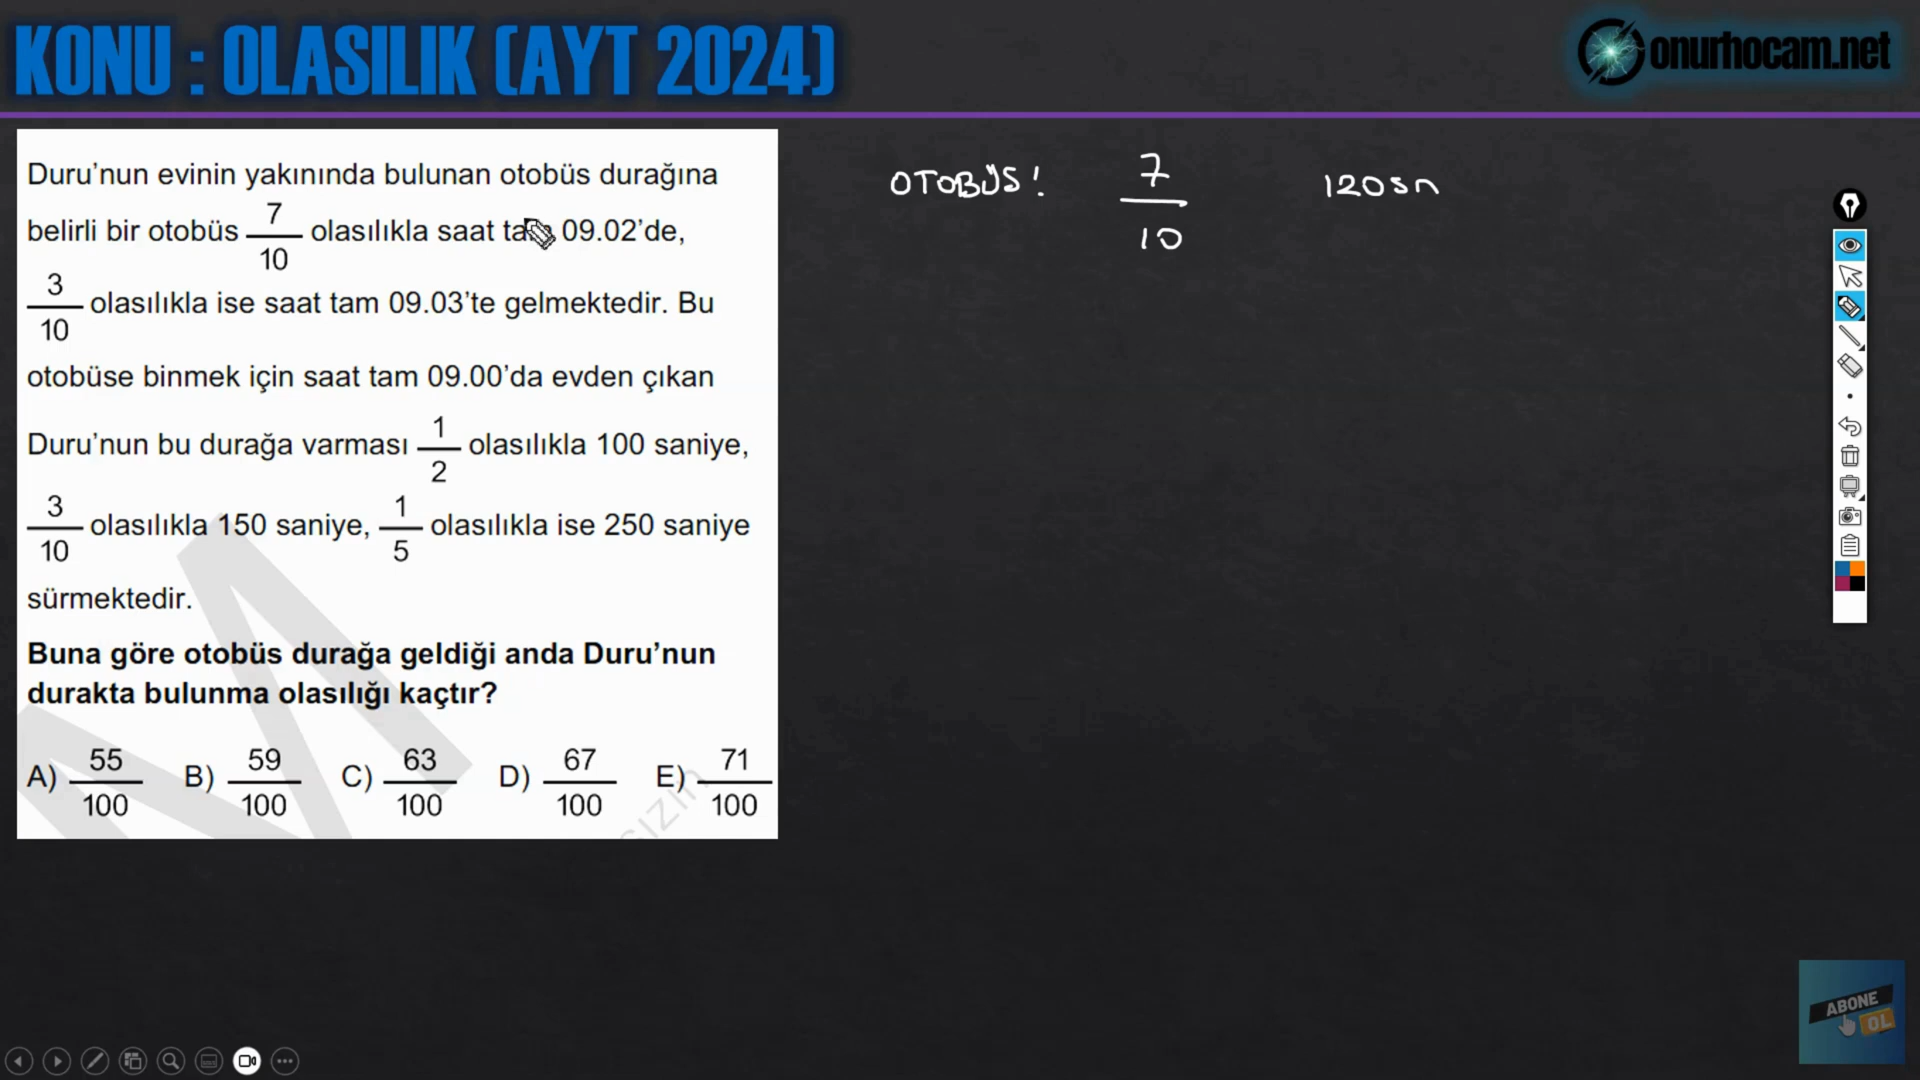 KONU : OLASILIK (AYT 2024)
onurhocam.net
Duru'nun evinin yakınında bulunan otobüs durağına
belirli bir otobüs 7/10 olasılıkla saat ta 09.02'de,
3/10 olasılıkla ise saat tam 09.03'te gelmektedir. Bu
otobüse binmek için saat tam 09.00'da evden çıkan
Duru'nun bu durağa varması 1/2 olasılıkla 100 saniye,
3/10 olasılıkla 150 saniye, 1/5 olasılıkla ise 250 saniye
sürmektedir.
Buna göre otobüs durağa geldiği anda Duru'nun
durakta bulunma olasılığı kaçtır?
A) 55/100 B) 59/100 C) 63/100 D) 67/100 E) 71/100
OTOBÜS! 7/10 120sn
ABONE
OL